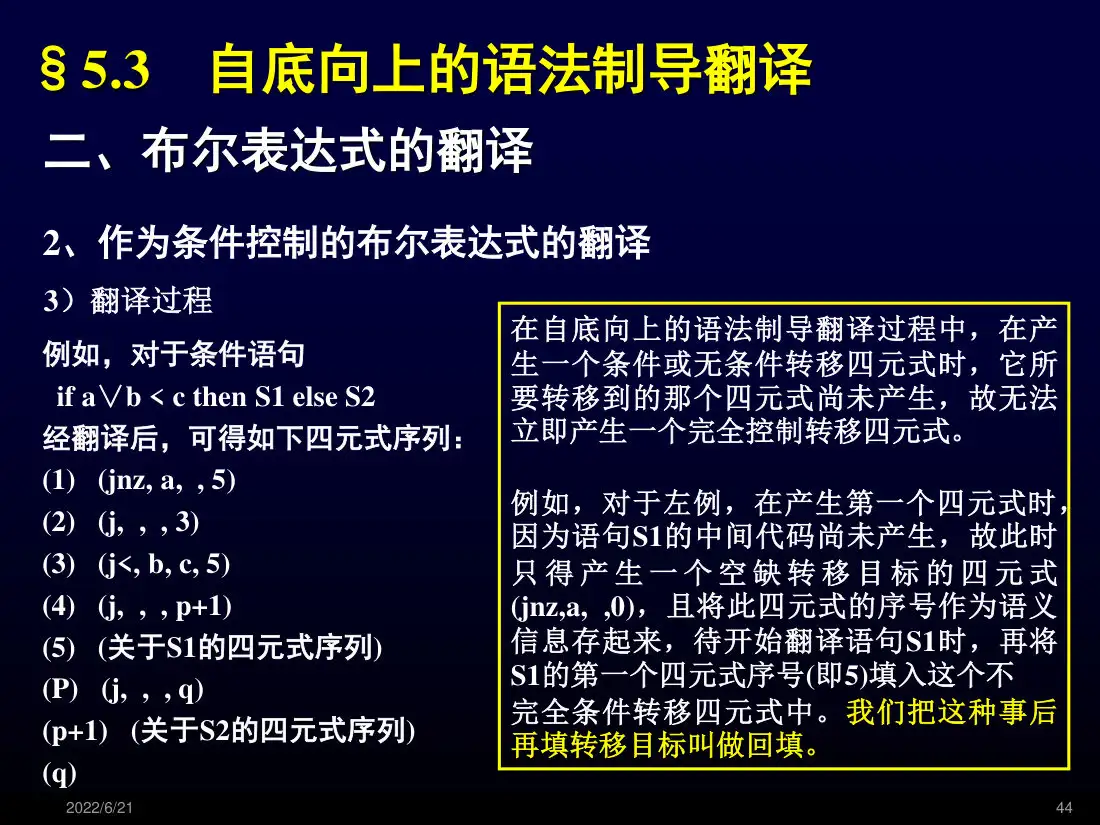 §5.3 自底向上的语法制导翻译
二、布尔表达式的翻译
2、作为条件控制的布尔表达式的翻译
3）翻译过程
例如，对于条件语句
if a∨b < c then S1 else S2
经翻译后，可得如下四元式序列：
(1) (jnz, a, , 5)
(2) (j, , , 3)
(3) (j<, b, c, 5)
(4) (j, , , p+1)
(5) (关于S1的四元式序列)
(P) (j, , , q)
(p+1) (关于S2的四元式序列)
(q)
在自底向上的语法制导翻译过程中，在产
生一个条件或无条件转移四元式时，它所
要转移到的那个四元式尚未产生，故无法
立即产生一个完全控制转移四元式。
例如，对于左例，在产生第一个四元式时，
因为语句S1的中间代码尚未产生，故此时
只得产生一个空缺转移目标的四元式
(jnz,a, ,0)，且将此四元式的序号作为语义
信息存起来，待开始翻译语句S1时，再将
S1的第一个四元式序号(即5)填入这个不
完全条件转移四元式中。我们把这种事后
再填转移目标叫做回填。
2022/6/21
44